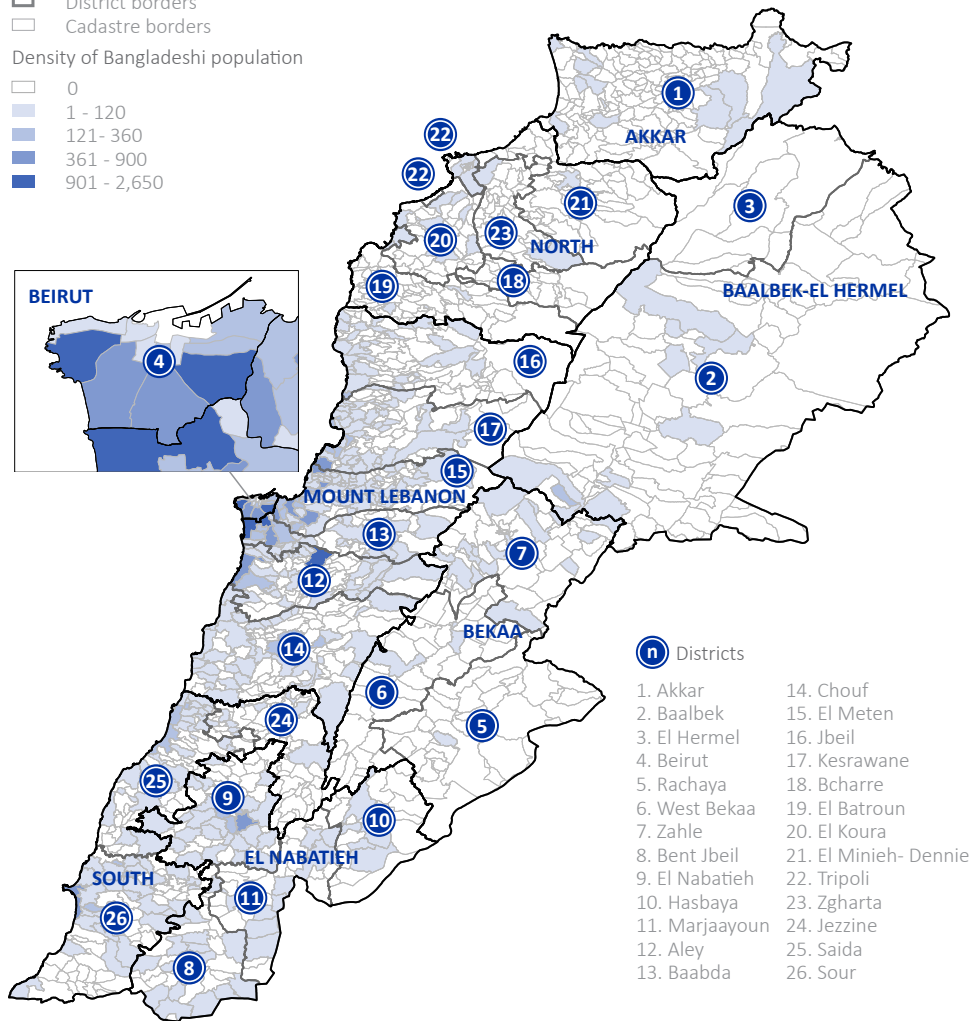 District borders
Cadastre borders
Density of Bangladeshi population
0
1 - 120
121- 360
361 - 900
901 - 2,650
1
AKKAR
22
22
3
21
20
23
NORTH
18
19
BAALBEK-EL HERMEL
BEIRUT
4
16
2
17
15
MOUNT LEBANON
13
7
12
BEKAA
14
6
24
5
25
9
10
EL NABATIEH
SOUTH
11
26
8
n Districts
1. Akkar
2. Baalbek
3. El Hermel
4. Beirut
5. Rachaya
6. West Bekaa
7. Zahle
8. Bent Jbeil
9. El Nabatieh
10. Hasbaya
11. Marjaayoun
12. Aley
13. Baabda
14. Chouf
15. El Meten
16. Jbeil
17. Kesrawane
18. Bcharre
19. El Batroun
20. El Koura
21. El Minieh- Dennie
22. Tripoli
23. Zgharta
24. Jezzine
25. Saida
26. Sour